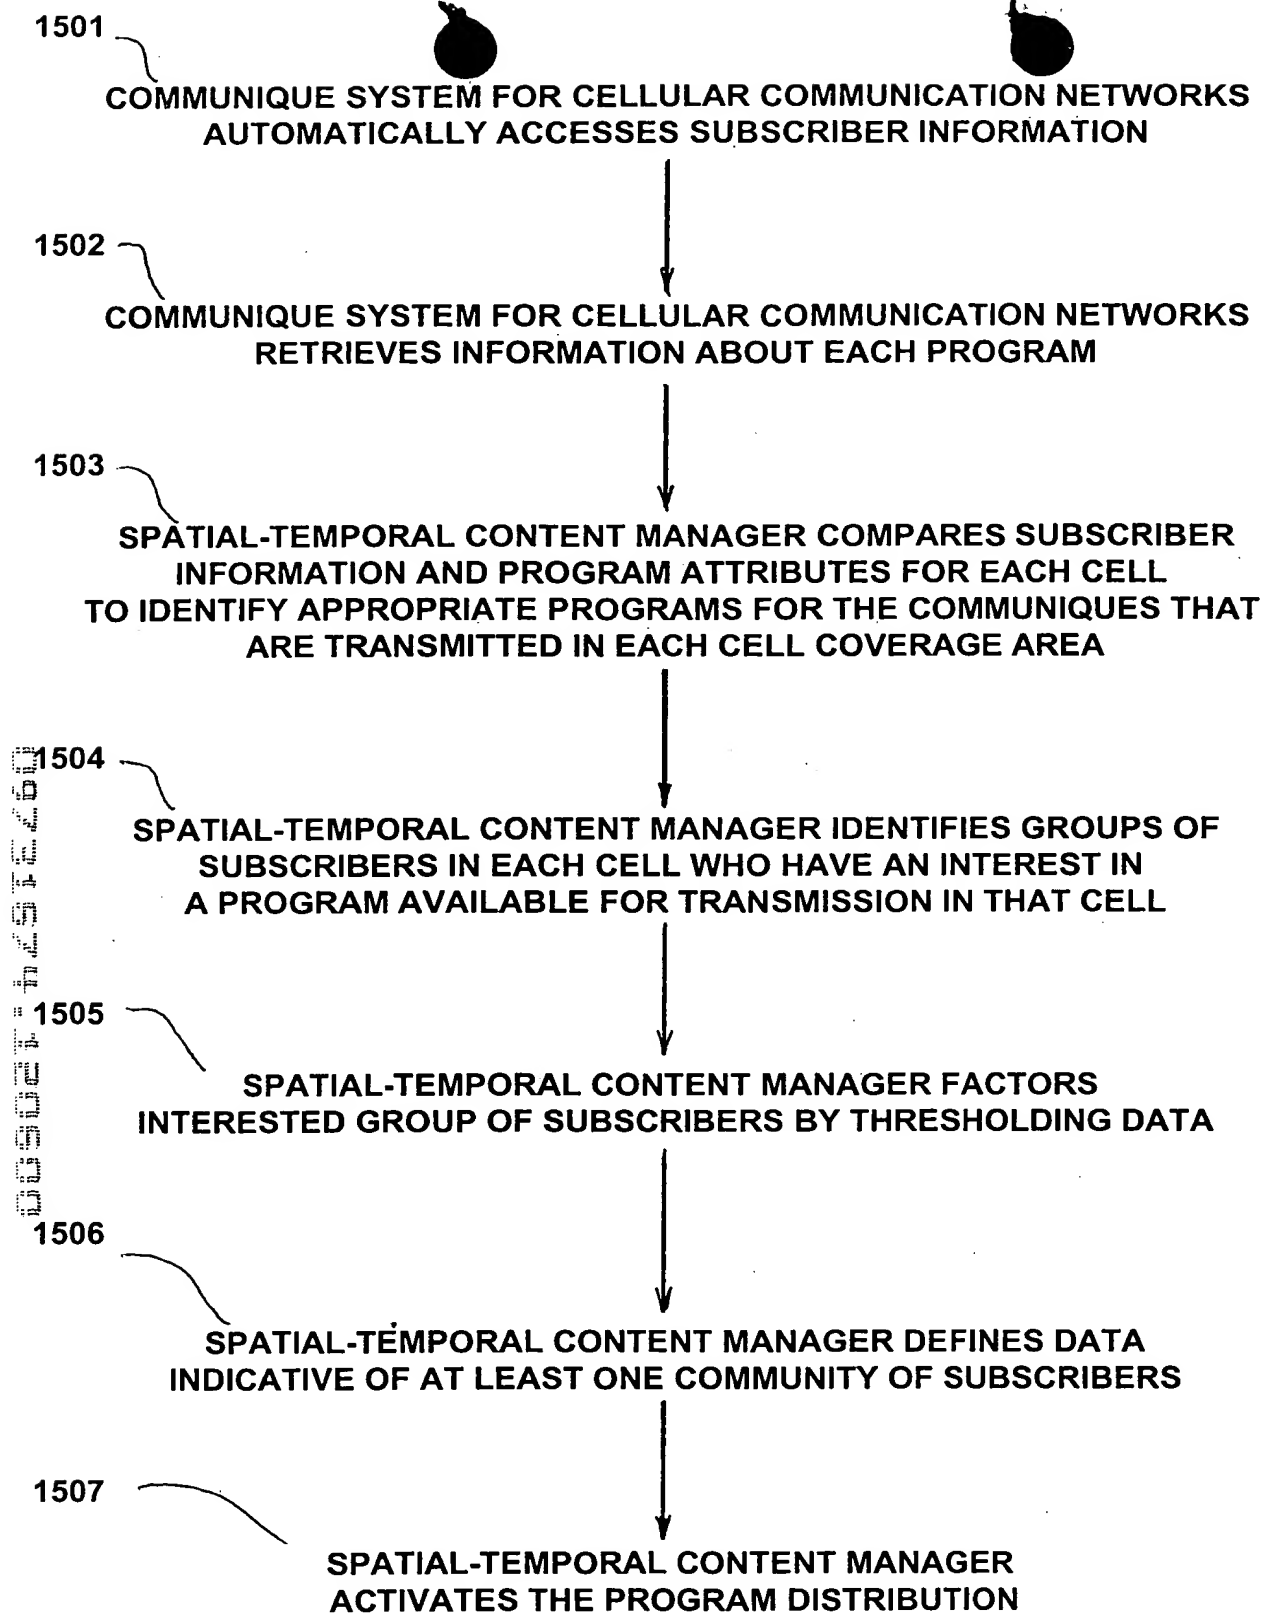 1501
COMMUNIQUE SYSTEM FOR CELLULAR COMMUNICATION NETWORKS
AUTOMATICALLY ACCESSES SUBSCRIBER INFORMATION
1502
COMMUNIQUE SYSTEM FOR CELLULAR COMMUNICATION NETWORKS
RETRIEVES INFORMATION ABOUT EACH PROGRAM
1503
SPATIAL-TEMPORAL CONTENT MANAGER COMPARES SUBSCRIBER
INFORMATION AND PROGRAM ATTRIBUTES FOR EACH CELL
TO IDENTIFY APPROPRIATE PROGRAMS FOR THE COMMUNIQUES THAT
ARE TRANSMITTED IN EACH CELL COVERAGE AREA
1504
SPATIAL-TEMPORAL CONTENT MANAGER IDENTIFIES GROUPS OF
SUBSCRIBERS IN EACH CELL WHO HAVE AN INTEREST IN
A PROGRAM AVAILABLE FOR TRANSMISSION IN THAT CELL
1505
SPATIAL-TEMPORAL CONTENT MANAGER FACTORS
INTERESTED GROUP OF SUBSCRIBERS BY THRESHOLDING DATA
1506
SPATIAL-TEMPORAL CONTENT MANAGER DEFINES DATA
INDICATIVE OF AT LEAST ONE COMMUNITY OF SUBSCRIBERS
1507
SPATIAL-TEMPORAL CONTENT MANAGER
ACTIVATES THE PROGRAM DISTRIBUTION